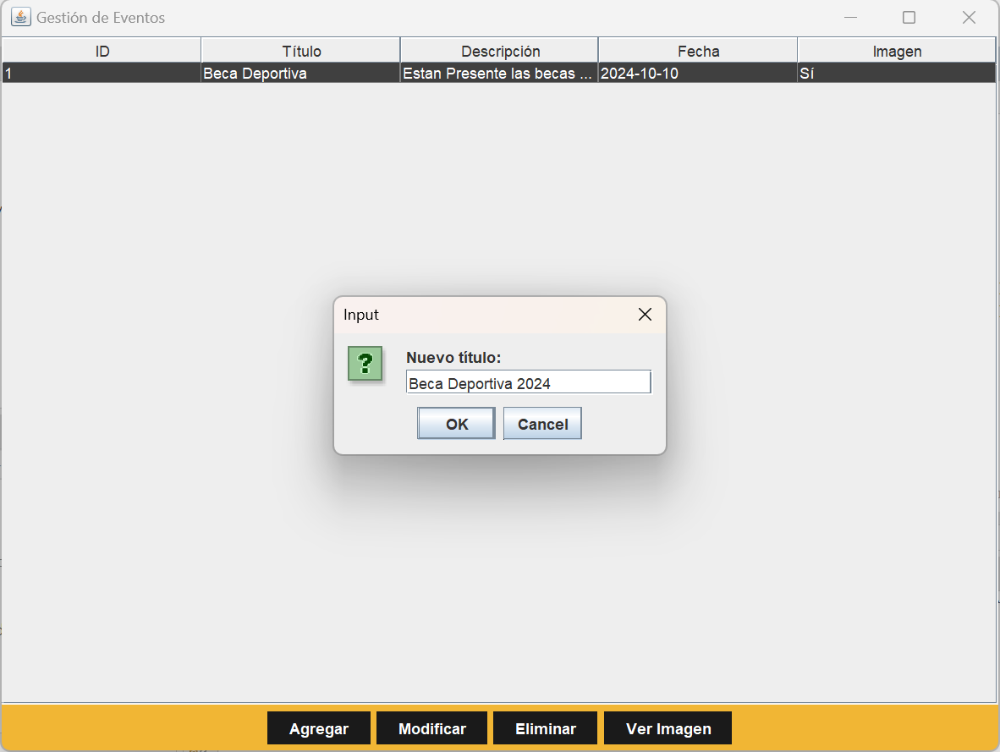 Gestión de Eventos
ID Título Descripción Fecha Imagen
1 Beca Deportiva Estan Presente las becas ... 2024-10-10 Sí
Input
?
Nuevo título:
Beca Deportiva 2024
OK Cancel
Agregar Modificar Eliminar Ver Imagen